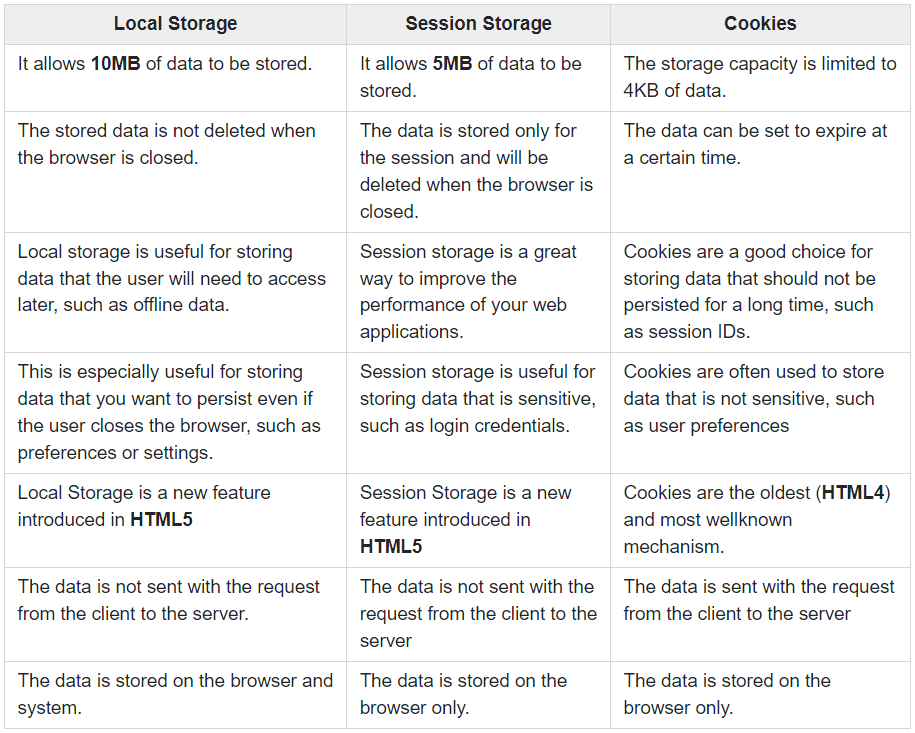 Local Storage
Session Storage
Cookies
It allows 10MB of data to be stored.
It allows 5MB of data to be
stored.
The storage capacity is limited to
4KB of data.
The stored data is not deleted when
the browser is closed.
The data is stored only for
the session and will be
deleted when the browser is
closed.
The data can be set to expire at
a certain time.
Local storage is useful for storing
data that the user will need to access
later, such as offline data.
Session storage is a great
way to improve the
performance of your web
applications.
Cookies are a good choice for
storing data that should not be
persisted for a long time, such
as session IDs.
This is especially useful for storing
data that you want to persist even if
the user closes the browser, such as
preferences or settings.
Session storage is useful for
storing data that is sensitive,
such as login credentials.
Cookies are often used to store
data that is not sensitive, such
as user preferences
Local Storage is a new feature
introduced in HTML5
Session Storage is a new
feature introduced in
HTML5
Cookies are the oldest (HTML4)
and most wellknown
mechanism.
The data is not sent with the request
from the client to the server.
The data is not sent with the
request from the client to the
server
The data is sent with the request
from the client to the server
The data is stored on the browser and
system.
The data is stored on the
browser only.
The data is stored on the
browser only.